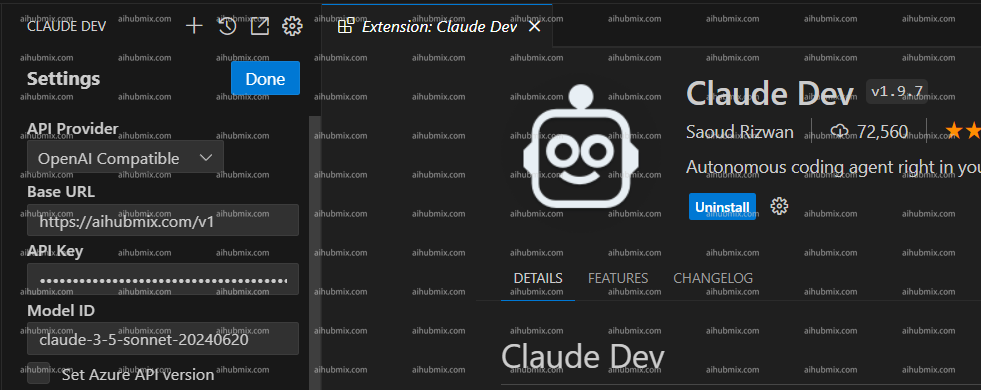 CLAUDE DEV
Settings
Done
API Provider
OpenAI Compatible
Base URL
https://aihubmix.com/v1
API Key
••••••••••••••••••••••••••••••••••••
Model ID
claude-3-5-sonnet-20240620
Set Azure API version
Extension: Claude Dev
Claude Dev v1.9.7
Saoud Rizwan 72,560
Autonomous coding agent right in you
Uninstall
DETAILS FEATURES CHANGELOG
Claude Dev
aihubmix.com